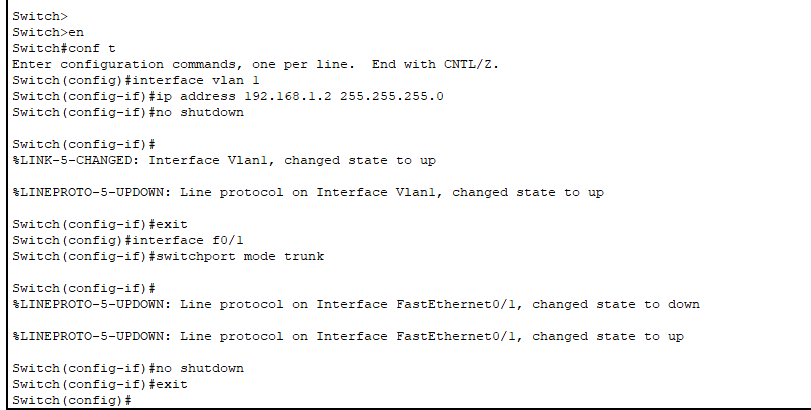 Switch>
Switch>en
Switch#conf t
Enter configuration commands, one per line.  End with CNTL/Z.
Switch(config)#interface vlan 1
Switch(config-if)#ip address 192.168.1.2 255.255.255.0
Switch(config-if)#no shutdown
Switch(config-if)#
%LINK-5-CHANGED: Interface Vlan1, changed state to up
%LINEPROTO-5-UPDOWN: Line protocol on Interface Vlan1, changed state to up
Switch(config-if)#exit
Switch(config)#interface f0/1
Switch(config-if)#switchport mode trunk
Switch(config-if)#
%LINEPROTO-5-UPDOWN: Line protocol on Interface FastEthernet0/1, changed state to down
%LINEPROTO-5-UPDOWN: Line protocol on Interface FastEthernet0/1, changed state to up
Switch(config-if)#no shutdown
Switch(config-if)#exit
Switch(config)#